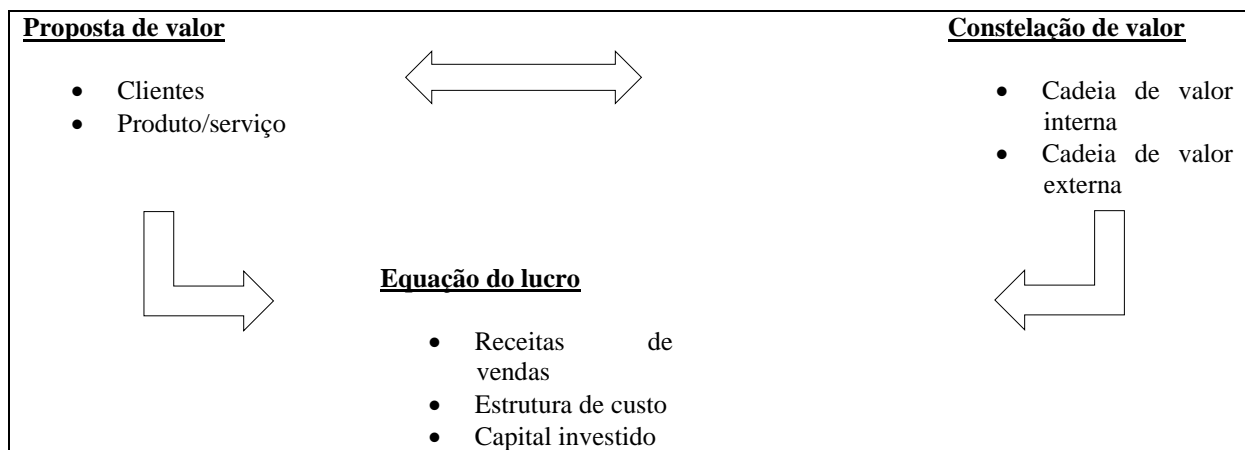 Proposta de valor
• Clientes
• Produto/serviço
Constelação de valor
• Cadeia de valor
interna
• Cadeia de valor
externa
Equação do lucro
• Receitas de
vendas
• Estrutura de custo
• Capital investido